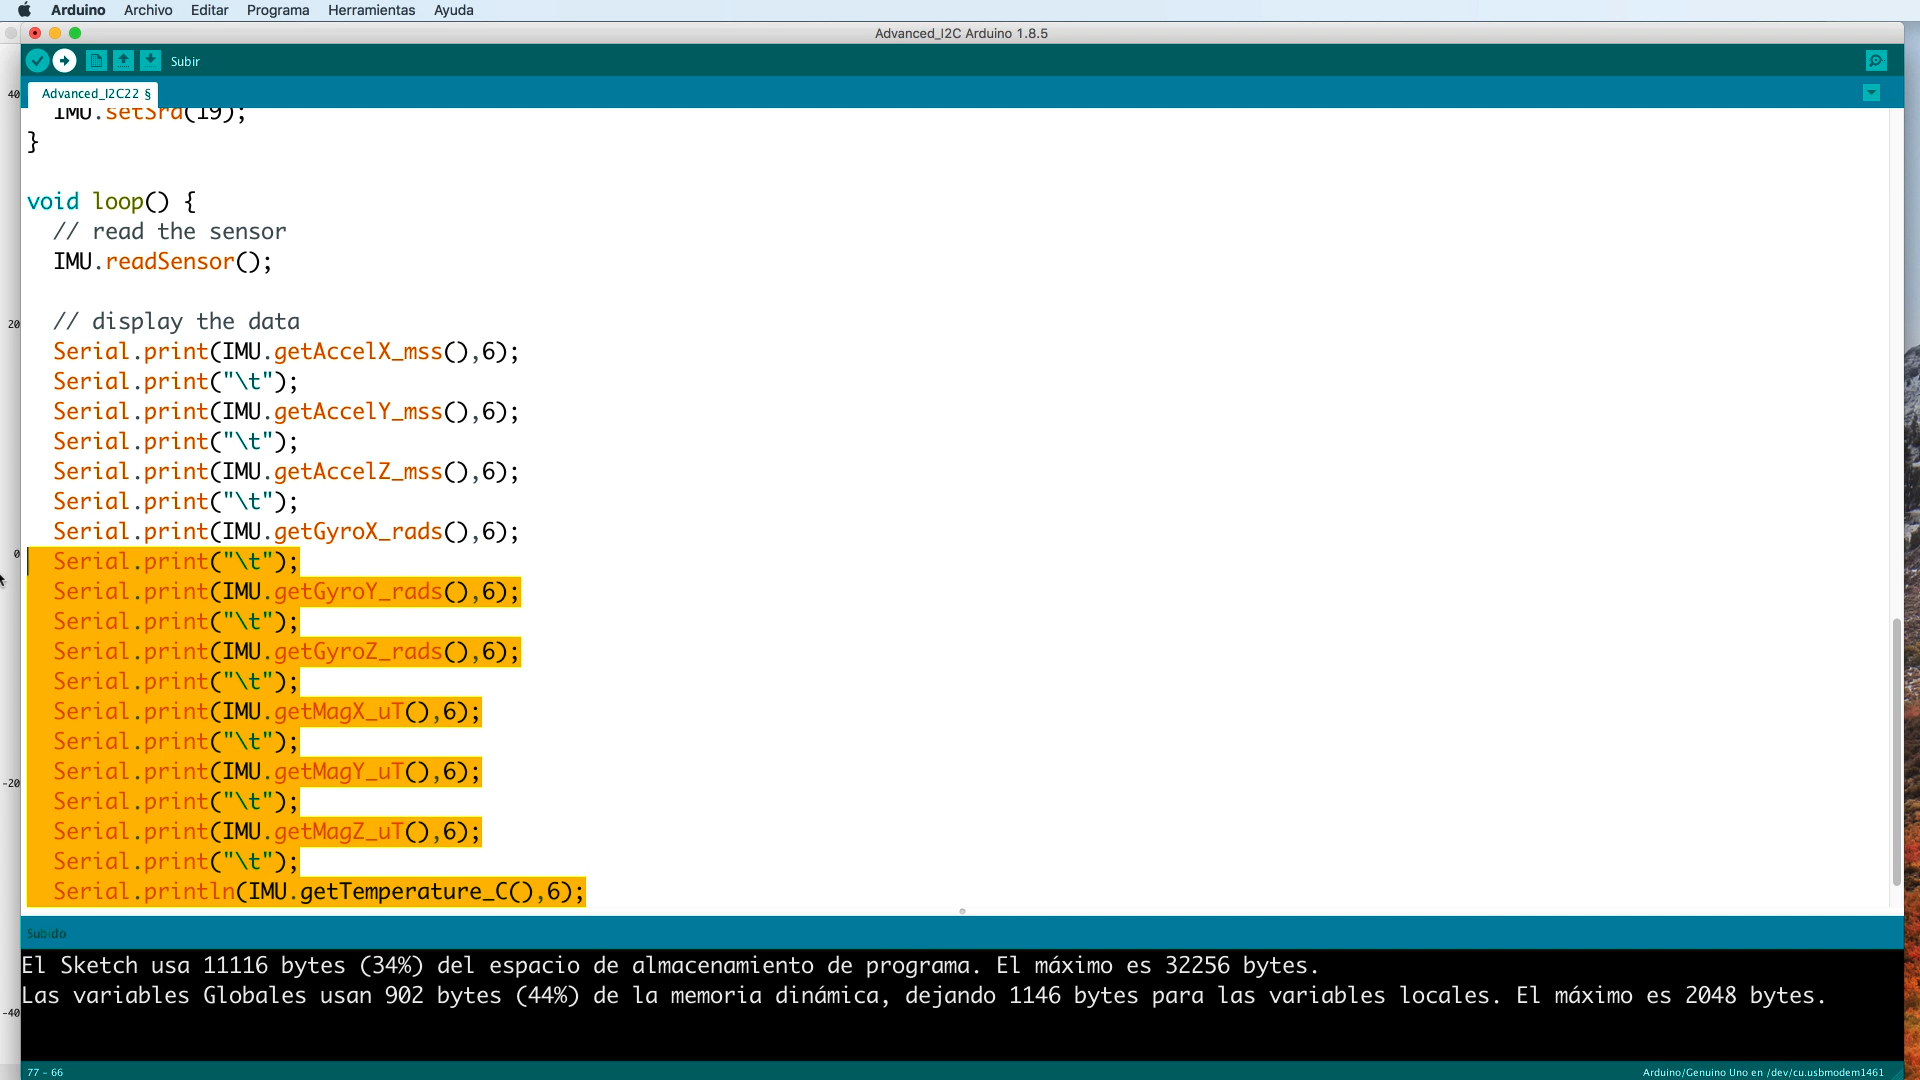 Arduino Archivo Editar Programa Herramientas Ayuda
Advanced_I2C Arduino 1.8.5
Subir
Advanced_I2C22 §
40
IMU.setSrd(19);
}
void loop() {
// read the sensor
IMU.readSensor();
20
// display the data
Serial.print(IMU.getAccelX_mss(),6);
Serial.print("\t");
Serial.print(IMU.getAccelY_mss(),6);
Serial.print("\t");
Serial.print(IMU.getAccelZ_mss(),6);
Serial.print("\t");
Serial.print(IMU.getGyroX_rads(),6);
0
Serial.print("\t");
Serial.print(IMU.getGyroY_rads(),6);
Serial.print("\t");
Serial.print(IMU.getGyroZ_rads(),6);
Serial.print("\t");
Serial.print(IMU.getMagX_uT(),6);
Serial.print("\t");
Serial.print(IMU.getMagY_uT(),6);
-20
Serial.print("\t");
Serial.print(IMU.getMagZ_uT(),6);
Serial.print("\t");
Serial.println(IMU.getTemperature_C(),6);
Subido
El Sketch usa 11116 bytes (34%) del espacio de almacenamiento de programa. El máximo es 32256 bytes.
Las variables Globales usan 902 bytes (44%) de la memoria dinámica, dejando 1146 bytes para las variables locales. El máximo es 2048 bytes.
-40
77 - 66
Arduino/Genuino Uno en /dev/cu.usbmodem1461